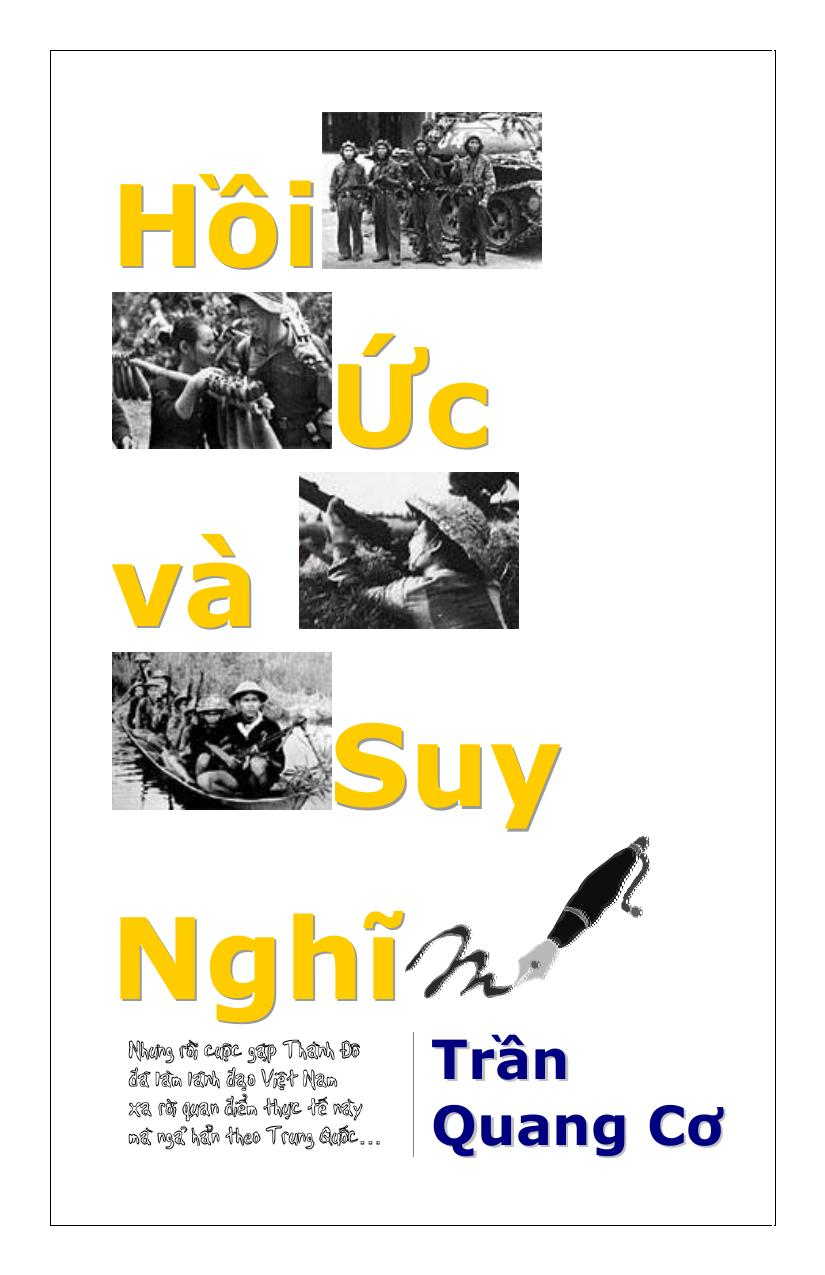 Hồi
Ức
và
Suy
Nghĩ
Nhưng rồi cuộc gặp Thành Đô
đã làm lãnh đạo Việt Nam
xa rời quan điểm thực tế này
mà ngả hẳn theo Trung Quốc...
Trần
Quang Cơ